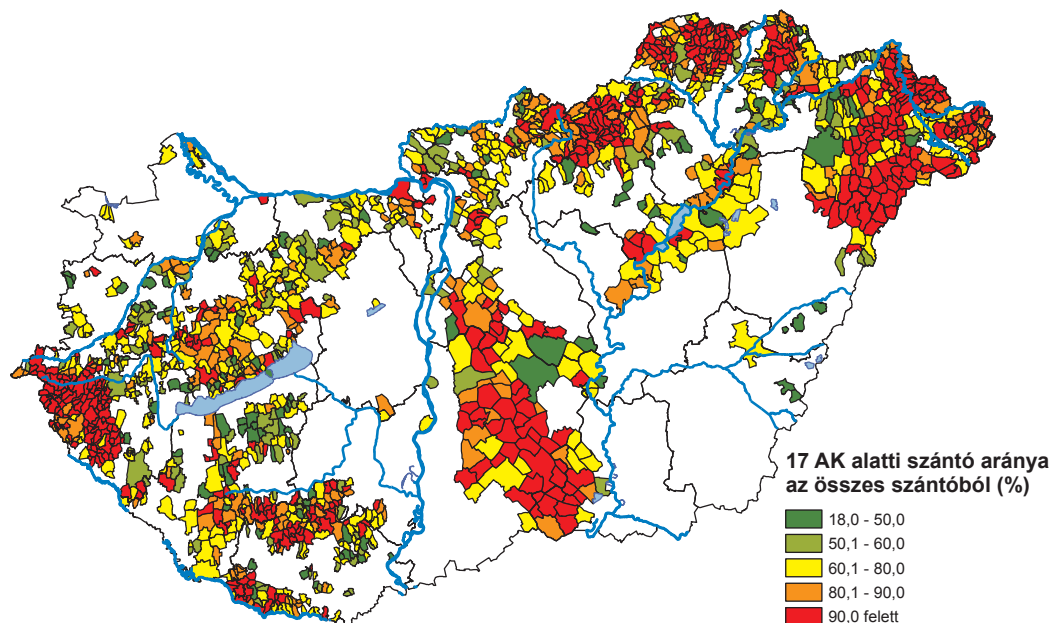 17 AK alatti szántó aránya
az összes szántóból (%)
18,0 - 50,0
50,1 - 60,0
60,1 - 80,0
80,1 - 90,0
90.0 felett